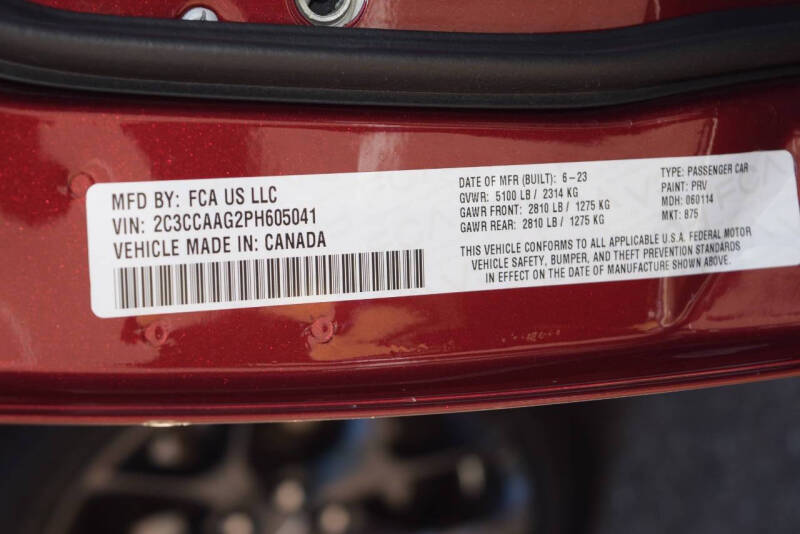 MFD BY: FCA US LLC
VIN: 2C3CCAAG2PH605041
VEHICLE MADE IN: CANADA
DATE OF MFR (BUILT): 6-23
GVWR: 5100 LB / 2314 KG
GAWR FRONT: 2810 LB / 1275 KG
GAWR REAR: 2810 LB / 1275 KG
TYPE: PASSENGER CAR
PAINT: PRV
MDH: 060114
MKT: B75
THIS VEHICLE CONFORMS TO ALL APPLICABLE U.S.A. FEDERAL MOTOR
VEHICLE SAFETY, BUMPER, AND THEFT PREVENTION STANDARDS
IN EFFECT ON THE DATE OF MANUFACTURE SHOWN ABOVE.